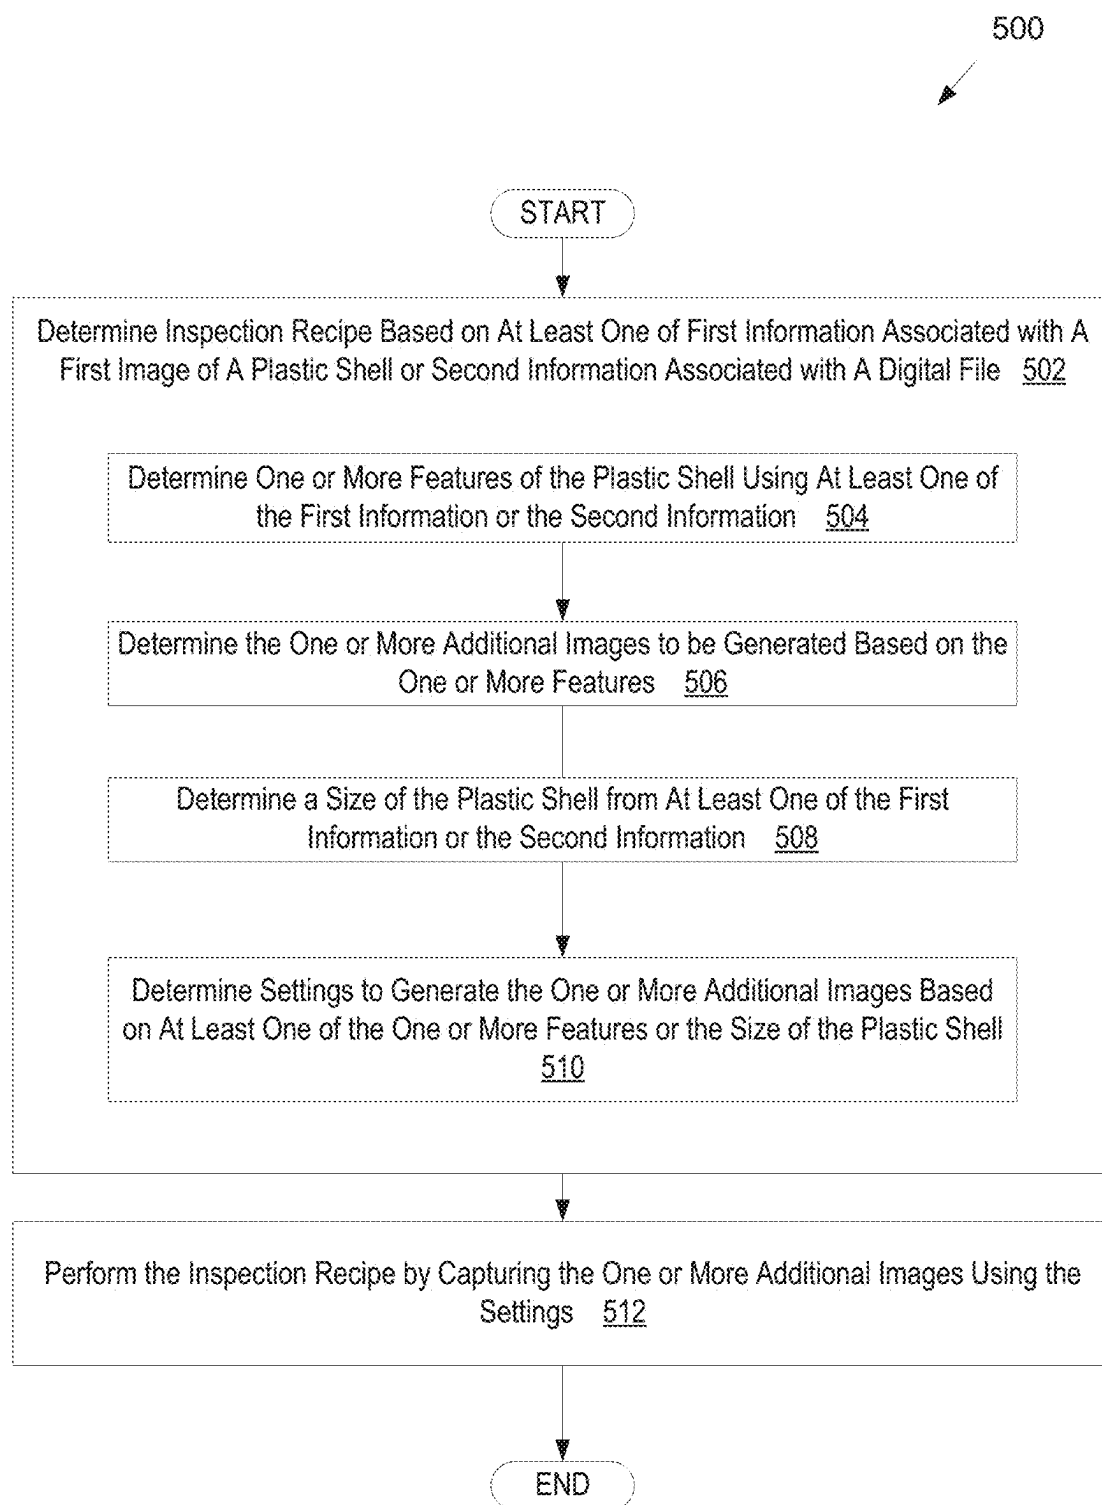 500
START
Determine Inspection Recipe Based on At Least One of First Information Associated with A
First Image of A Plastic Shell or Second Information Associated with A Digital File 502
Determine One or More Features of the Plastic Shell Using At Least One of
the First Information or the Second Information 504
Determine the One or More Additional Images to be Generated Based on the
One or More Features 506
Determine a Size of the Plastic Shell from At Least One of the First
Information or the Second Information 508
Determine Settings to Generate the One or More Additional Images Based
on At Least One of the One or More Features or the Size of the Plastic Shell
510
Perform the Inspection Recipe by Capturing the One or More Additional Images Using the
Settings 512
END